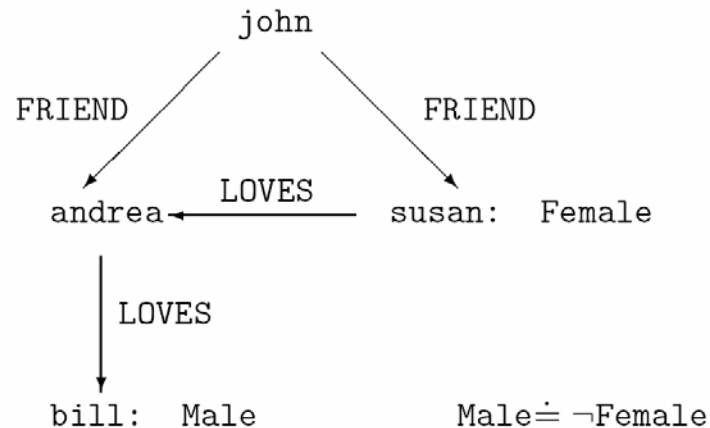 john
FRIEND FRIEND
LOVES
andrea susan: Female
LOVES
bill: Male Male≐ ¬Female